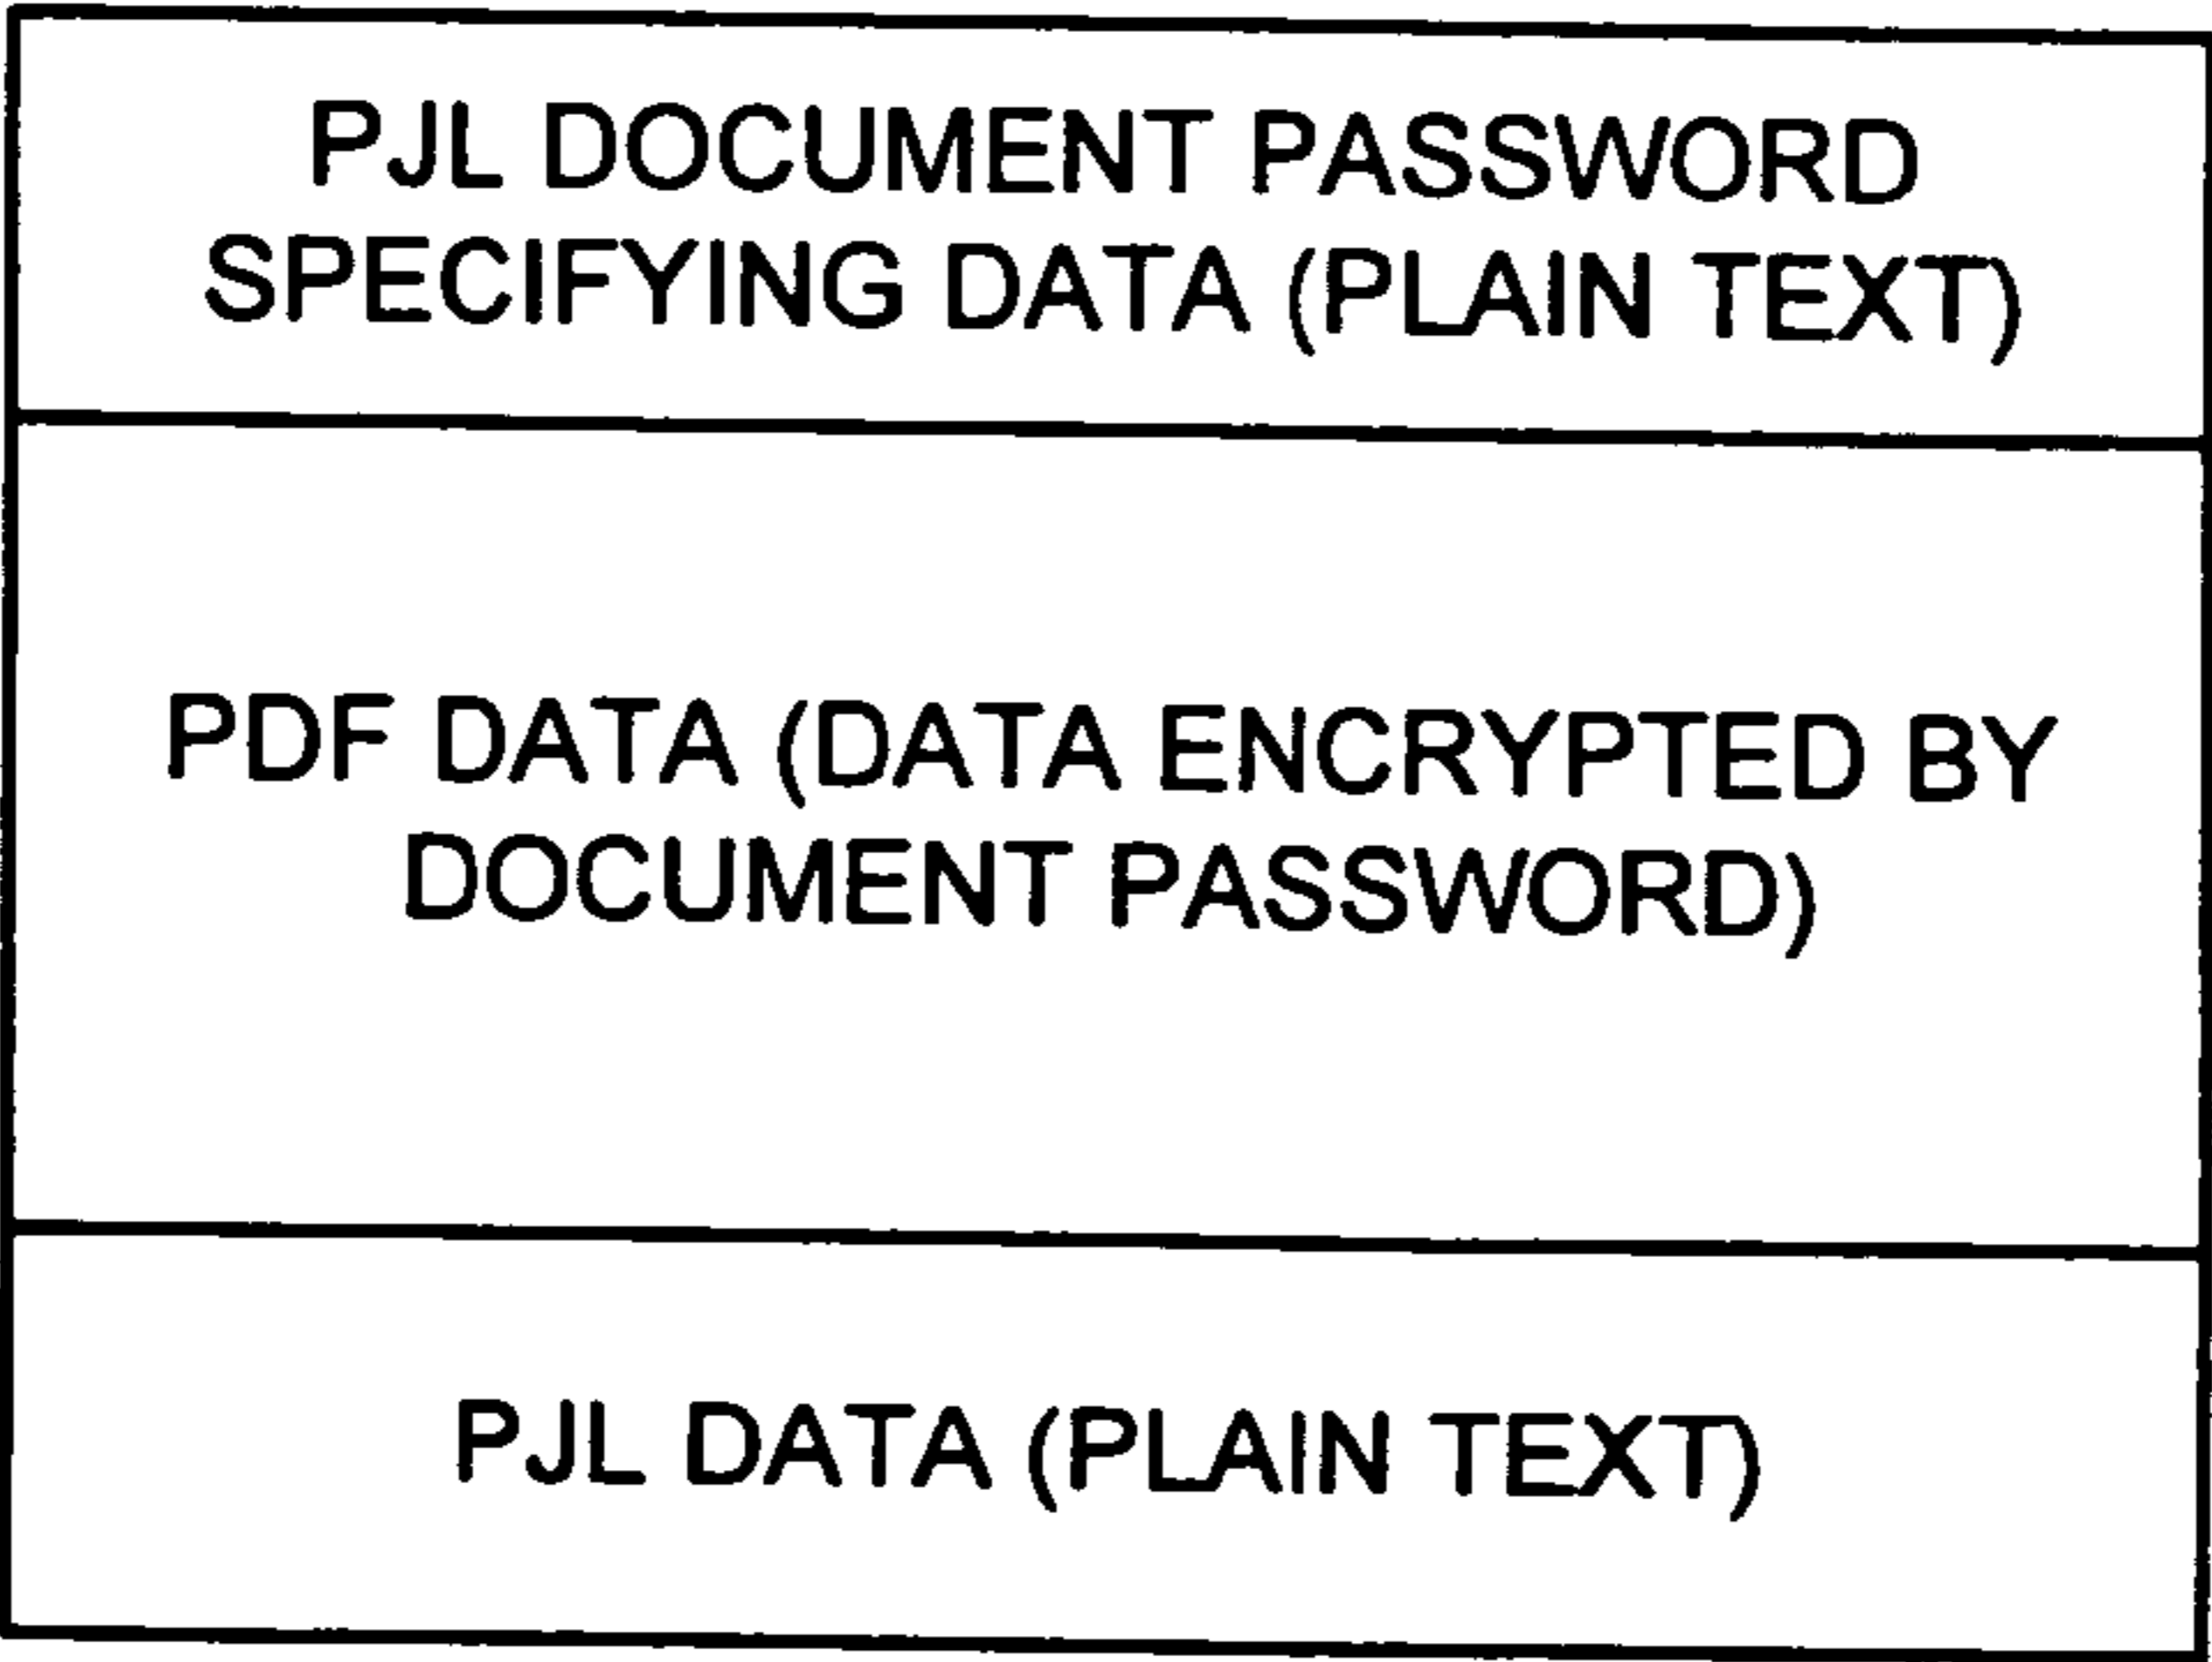 PJL DOCUMENT PASSWORD
SPECIFYING DATA (PLAIN TEXT)
PDF DATA (DATA ENCRYPTED BY
DOCUMENT PASSWORD)
PJL DATA (PLAIN TEXT)